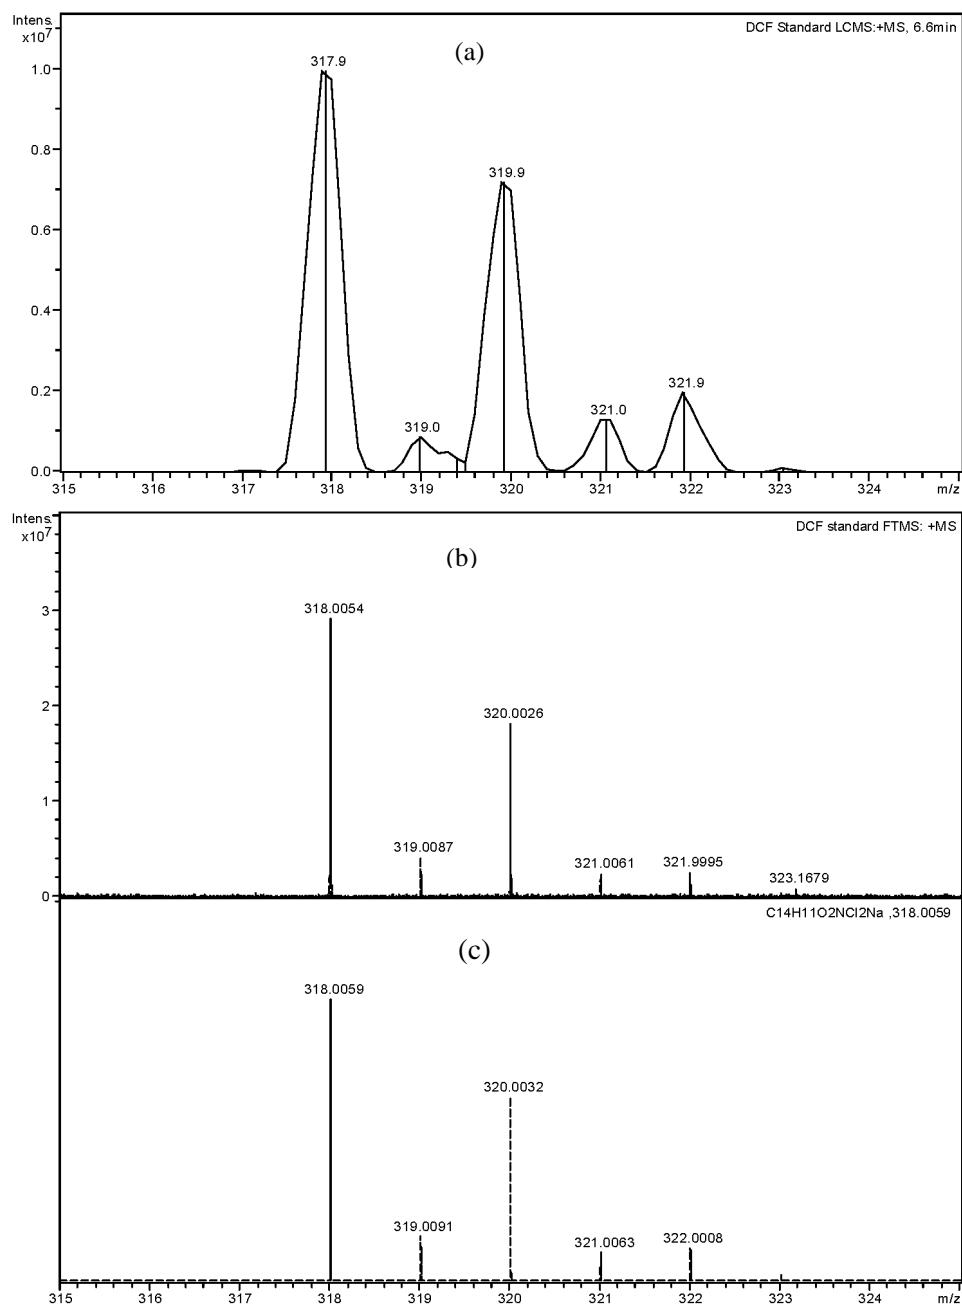 Intens.
x10⁷
DCF Standard LCMS:+MS, 6.6min
(a)
317.9
1.0
0.8
319.9
0.6
0.4
321.9
0.2
319.0
321.0
0.0
315 316 317 318 319 320 321 322 323 324 m/z
Intens.
x10⁷
DCF standard FTMS: +MS
(b)
318.0054
3
320.0026
2
1
319.0087
321.0061
321.9995
323.1679
0
C14H11O2NCl2Na ,318.0059
(c)
318.0059
320.0032
319.0091
321.0063
322.0008
315 316 317 318 319 320 321 322 323 324 m/z